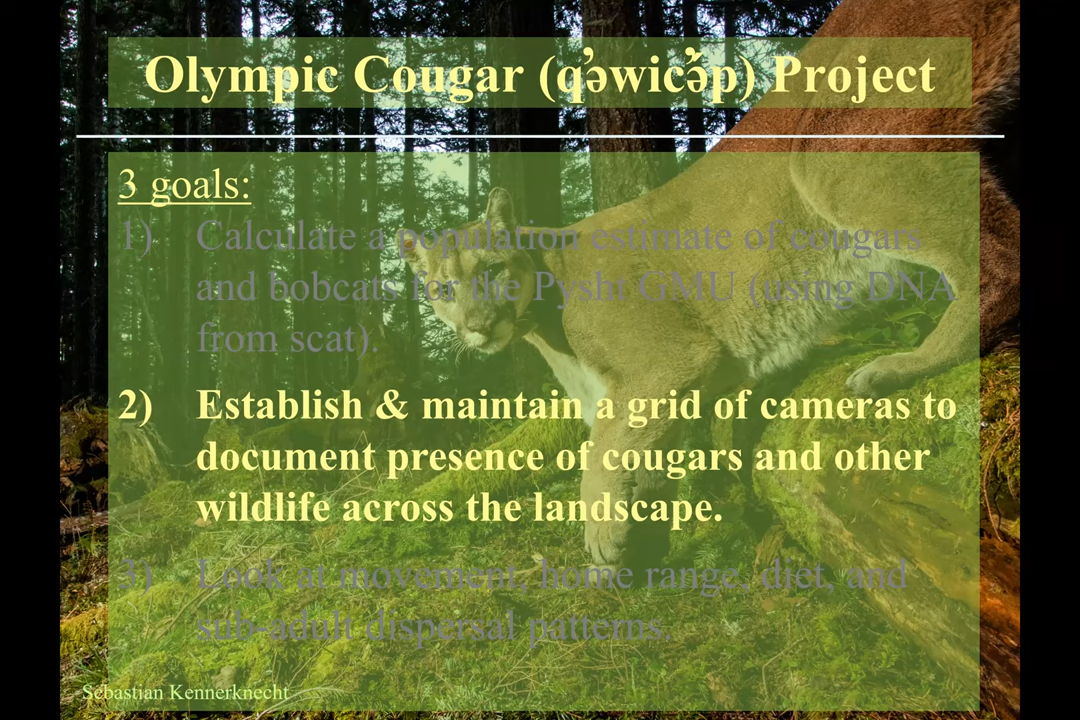 Olympic Cougar (q̓əwic̓ə̌p) Project
3 goals:
1) Calculate a population estimate of cougars
and bobcats for the Pysht GMU (using DNA
from scat).
2) Establish & maintain a grid of cameras to
document presence of cougars and other
wildlife across the landscape.
3) Look at movement, home range, diet, and
sub-adult dispersal patterns.
Sebastian Kennerknecht